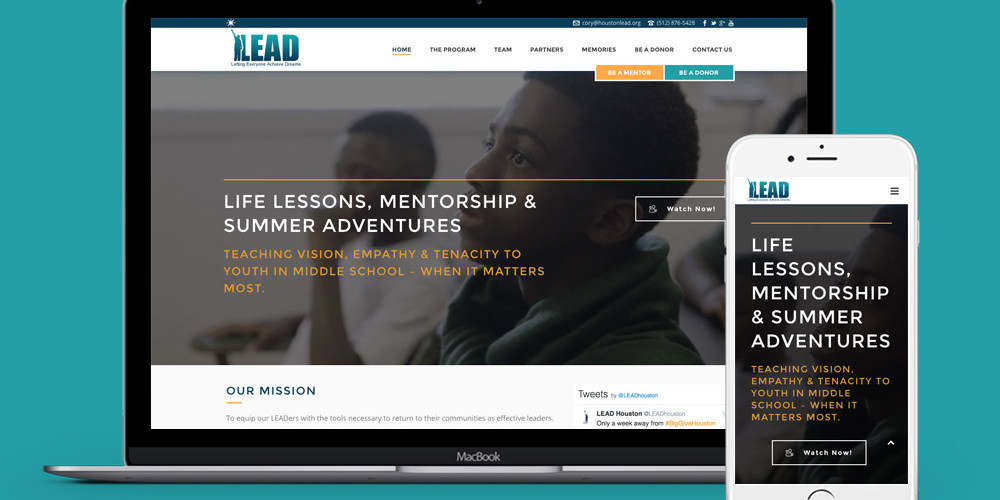 cory@houstonlead.org (512) 876-5428
LEAD
Letting Everyone Achieve Dreams
HOME THE PROGRAM TEAM PARTNERS MEMORIES BE A DONOR CONTACT US
BE A MENTOR BE A DONOR
LIFE LESSONS, MENTORSHIP &
SUMMER ADVENTURES
Watch Now!
TEACHING VISION, EMPATHY & TENACITY TO
YOUTH IN MIDDLE SCHOOL - WHEN IT MATTERS
MOST.
OUR MISSION
To equip our LEADers with the tools necessary to return to their communities as effective leaders.
Tweets by @LEADhouston
LEAD Houston @LEADhouston
Only a week away from #BigGiveHouston
MacBook
LEAD
Letting Everyone Achieve Dreams
LIFE
LESSONS,
MENTORSHIP
& SUMMER
ADVENTURES
TEACHING VISION,
EMPATHY & TENACITY TO
YOUTH IN MIDDLE
SCHOOL - WHEN IT
MATTERS MOST.
Watch Now!